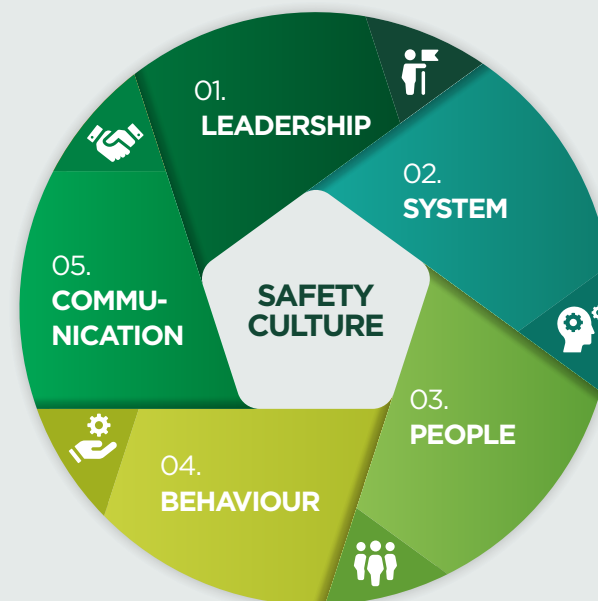 01.
LEADERSHIP
02.
SYSTEM
03.
PEOPLE
04.
BEHAVIOUR
05.
COMMU-
NICATION
SAFETY
CULTURE